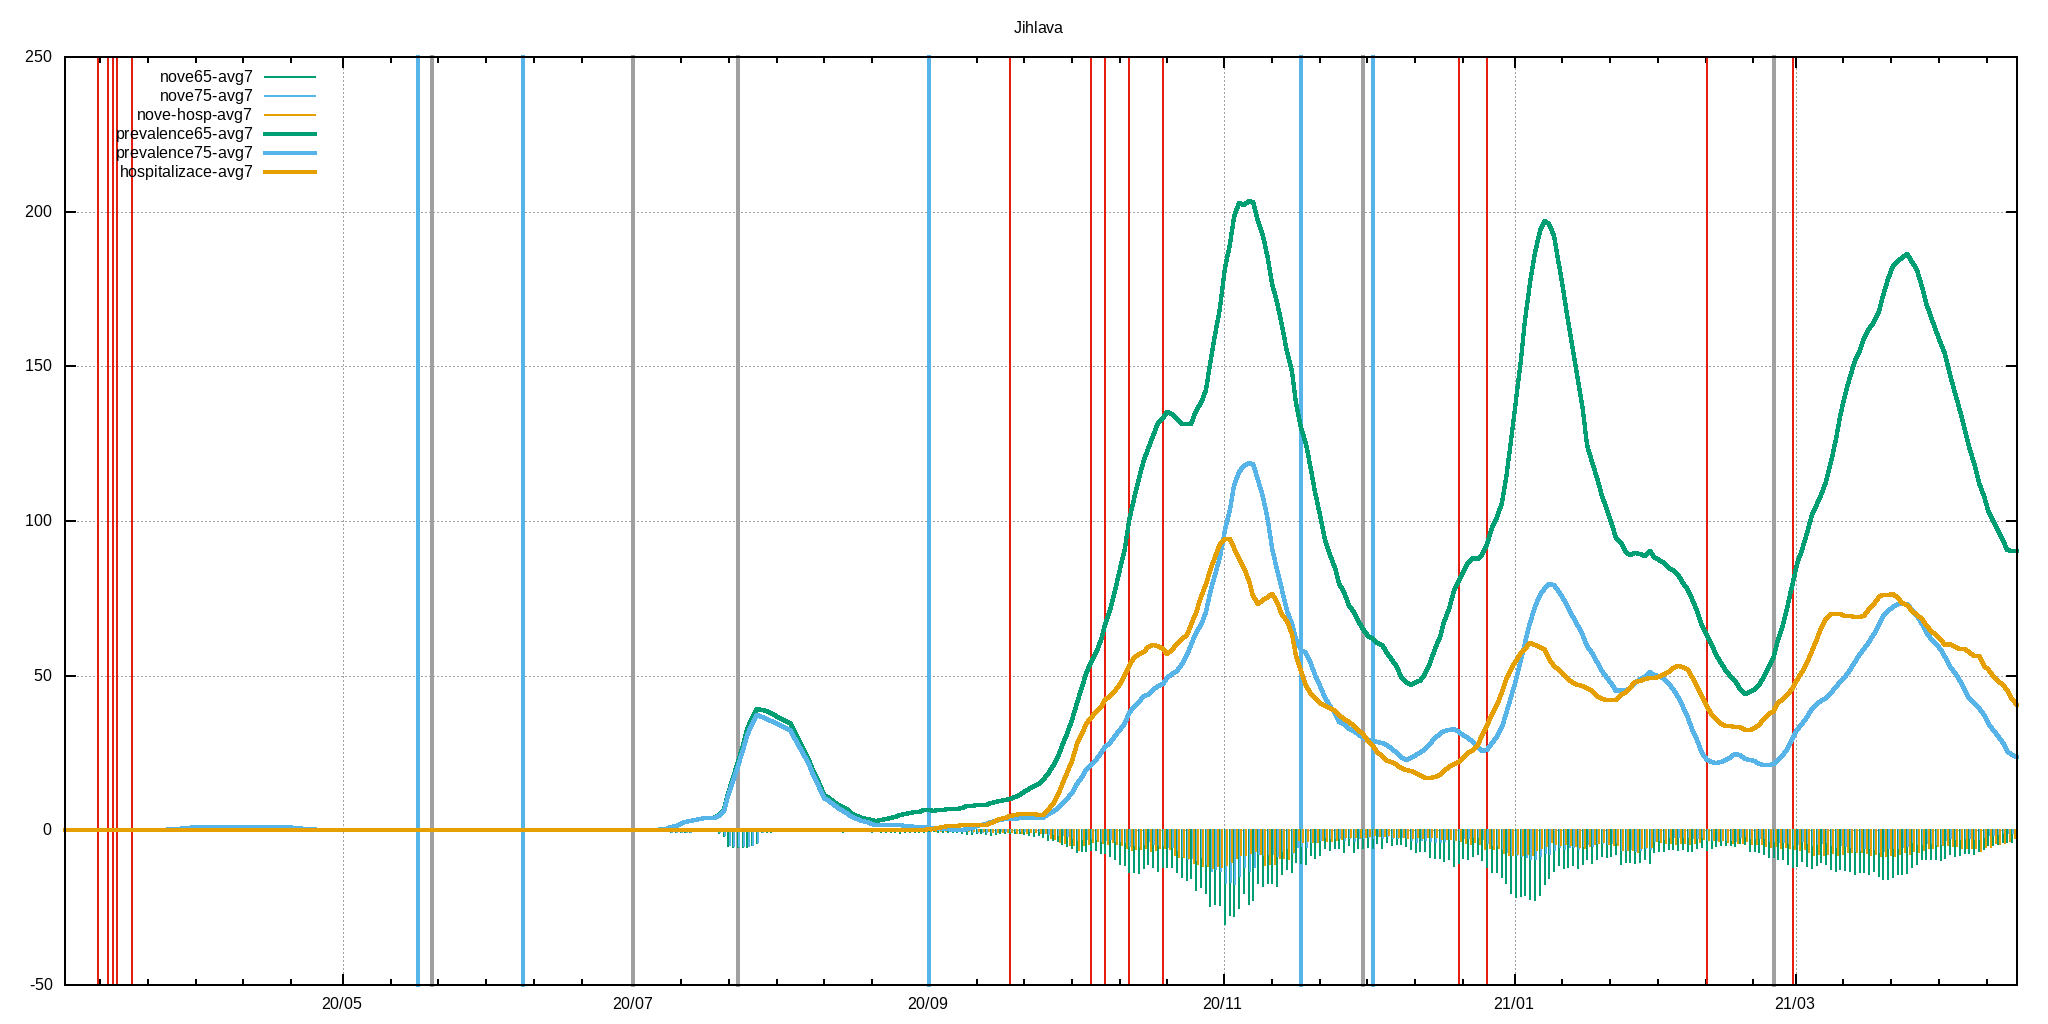 Jihlava
250
200
150
100
50
0
-50
nove65-avg7
nove75-avg7
nove-hosp-avg7
prevalence65-avg7
prevalence75-avg7
hospitalizace-avg7
20/05 20/07 20/09 20/11 21/01 21/03